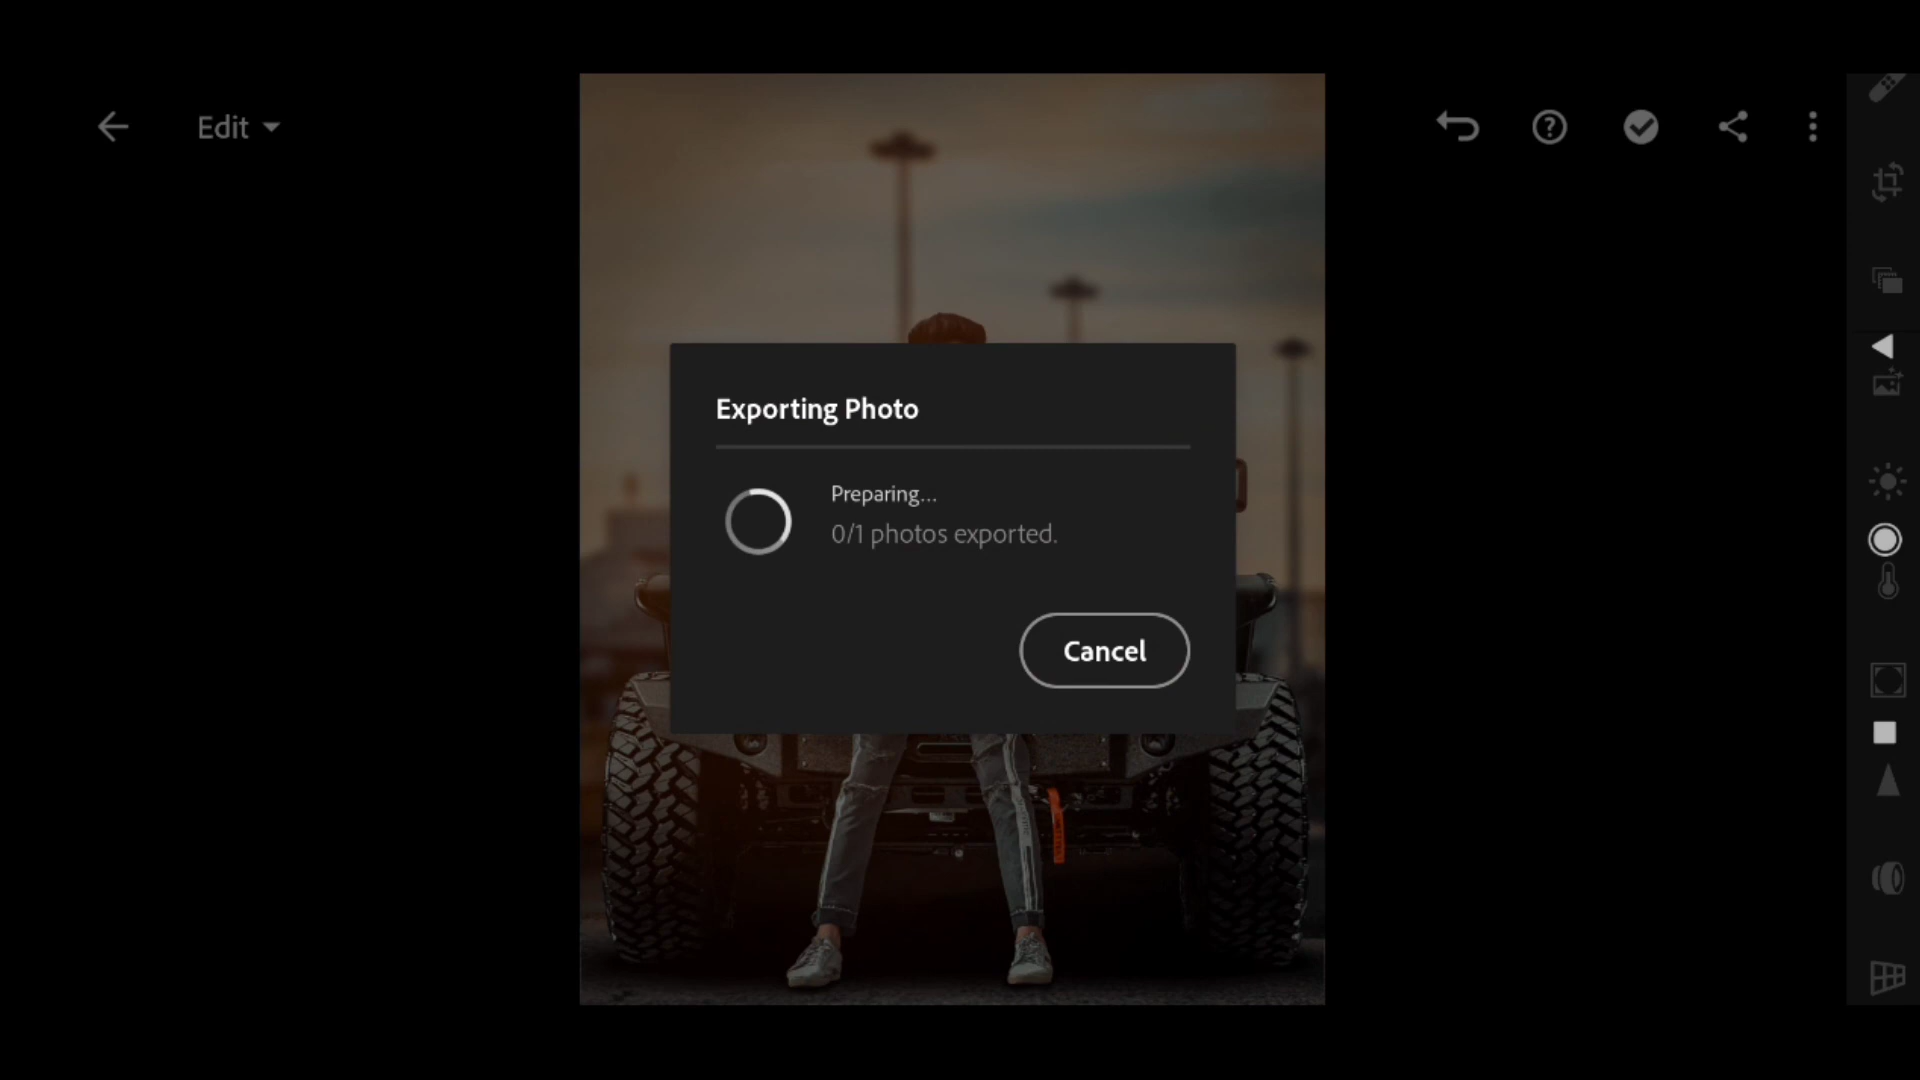 Edit
Exporting Photo
Preparing...
0/1 photos exported.
Cancel